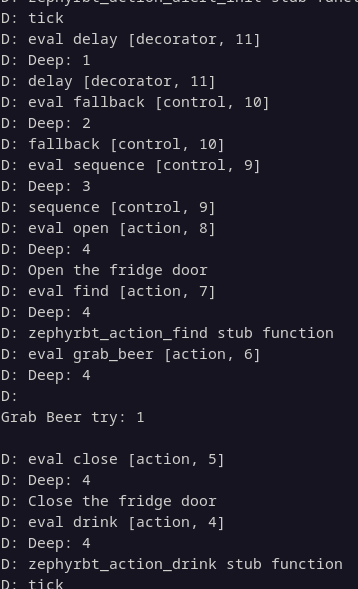 D: zephyrbt_action_alert_init stub
D: tick
D: eval delay [decorator, 11]
D: Deep: 1
D: delay [decorator, 11]
D: eval fallback [control, 10]
D: Deep: 2
D: fallback [control, 10]
D: eval sequence [control, 9]
D: Deep: 3
D: sequence [control, 9]
D: eval open [action, 8]
D: Deep: 4
D: Open the fridge door
D: eval find [action, 7]
D: Deep: 4
D: zephyrbt_action_find stub function
D: eval grab_beer [action, 6]
D: Deep: 4
D:
Grab Beer try: 1
D: eval close [action, 5]
D: Deep: 4
D: Close the fridge door
D: eval drink [action, 4]
D: Deep: 4
D: zephyrbt_action_drink stub function
D: tick